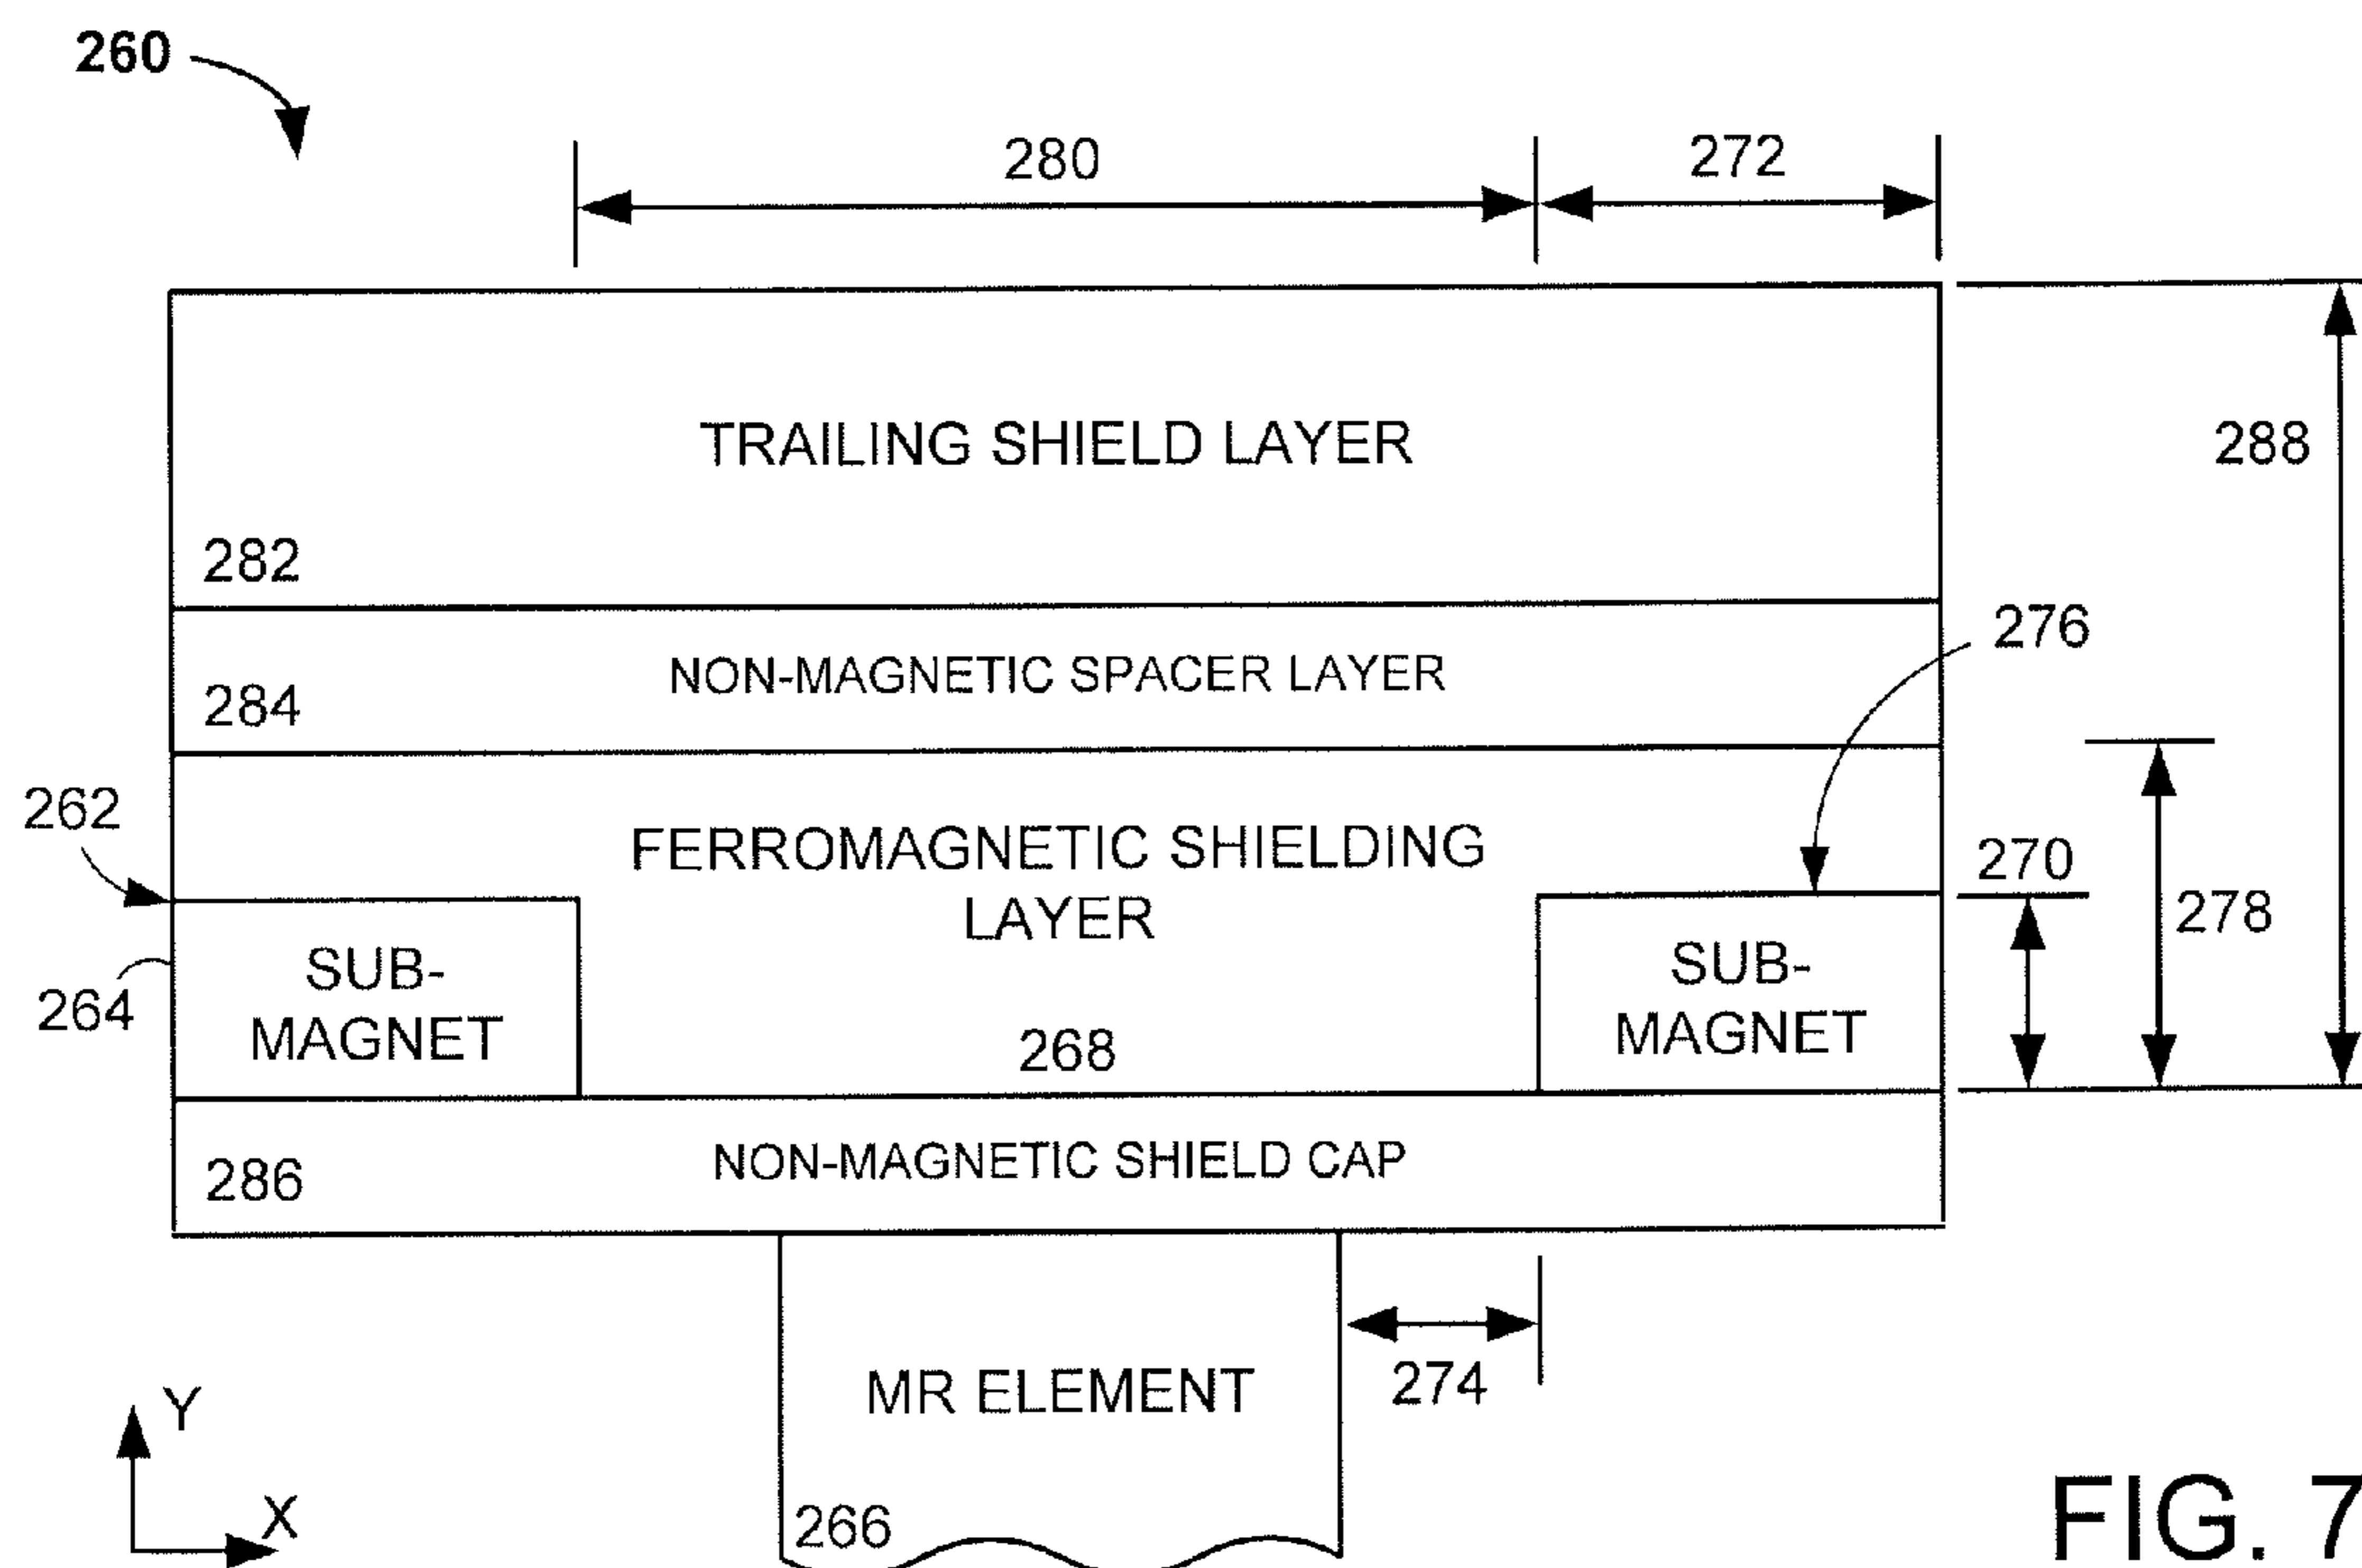 260
280
272
TRAILING SHIELD LAYER
288
282
276
NON-MAGNETIC SPACER LAYER
284
262
FERROMAGNETIC SHIELDING
LAYER
270
278
SUB-
MAGNET
SUB-
MAGNET
264
268
NON-MAGNETIC SHIELD CAP
286
274
MR ELEMENT
Y
X
266
FIG. 7